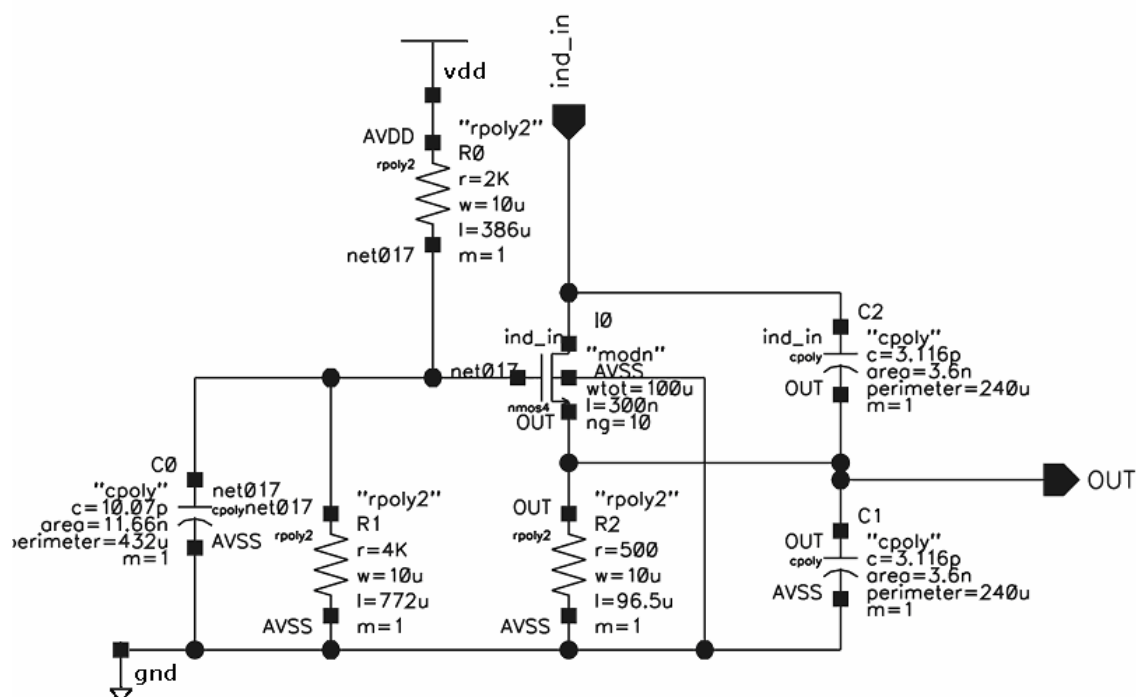 ind_in
vdd
AVDD
"rpoly2"
rpoly2
R0
r=2K
w=10u
l=386u
net017
m=1
I0
ind_in
"modn"
net017
AVSS
wtot=100u
nmos4
l=300n
OUT
ng=10
C2
ind_in
"cpoly"
cpoly
c=3.116p
area=3.6n
OUT
perimeter=240u
m=1
OUT
C0
"cpoly"
net017
c=10.07p
cpoly
net017
area=11.66n
perimeter=432u
AVSS
m=1
"rpoly2"
R1
rpoly2
r=4K
w=10u
l=772u
AVSS
m=1
OUT
"rpoly2"
R2
rpoly2
r=500
w=10u
l=96.5u
AVSS
m=1
C1
OUT
"cpoly"
cpoly
c=3.116p
area=3.6n
AVSS
perimeter=240u
m=1
gnd